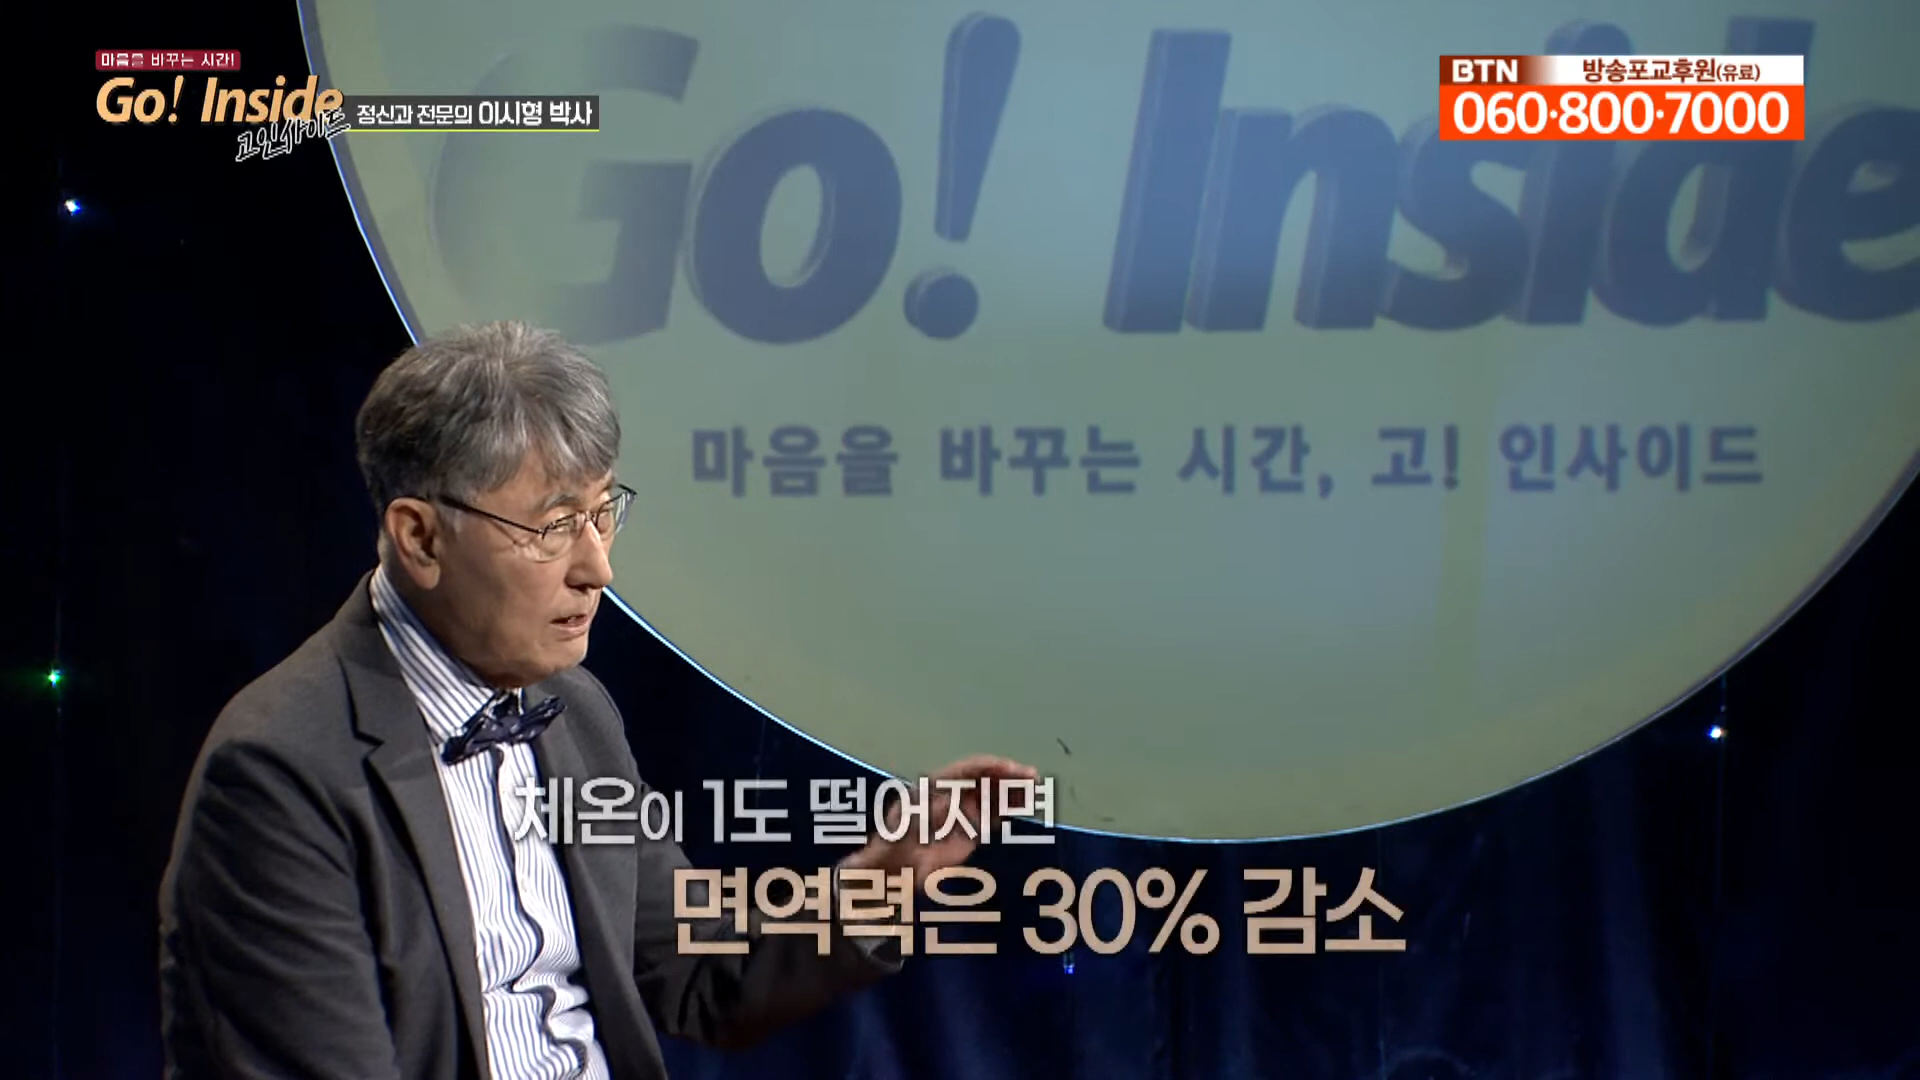 마음을 바꾸는 시간!
Go! Inside
고인사이드
정신과 전문의 이시형 박사
BTN 방송포교후원(유료)
060·800·7000
Go! Inside
마음을 바꾸는 시간, 고! 인사이드
체온이 1도 떨어지면
면역력은 30% 감소